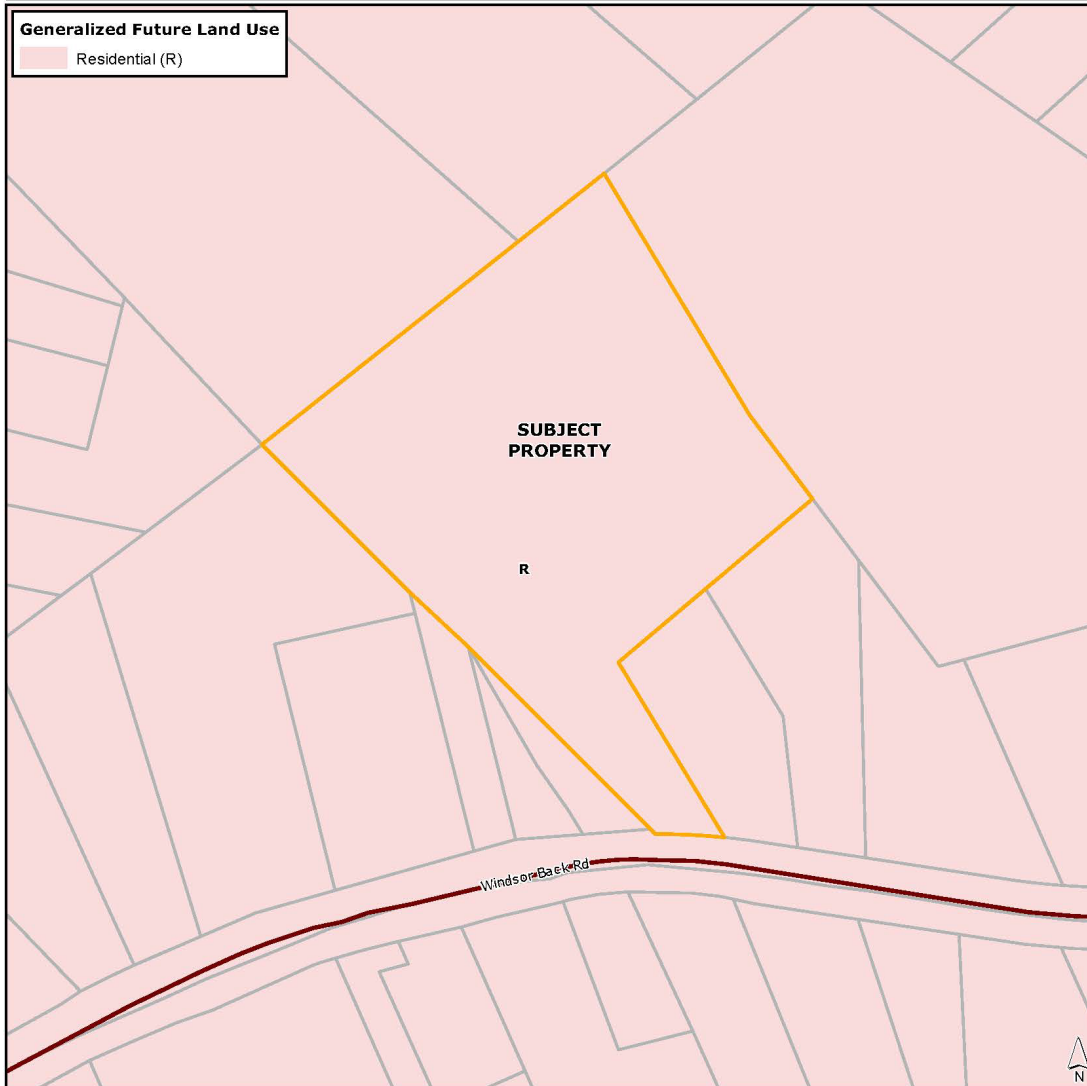 Generalized Future Land Use
Residential (R)
SUBJECT
PROPERTY
R
Windsor Back Rd
N